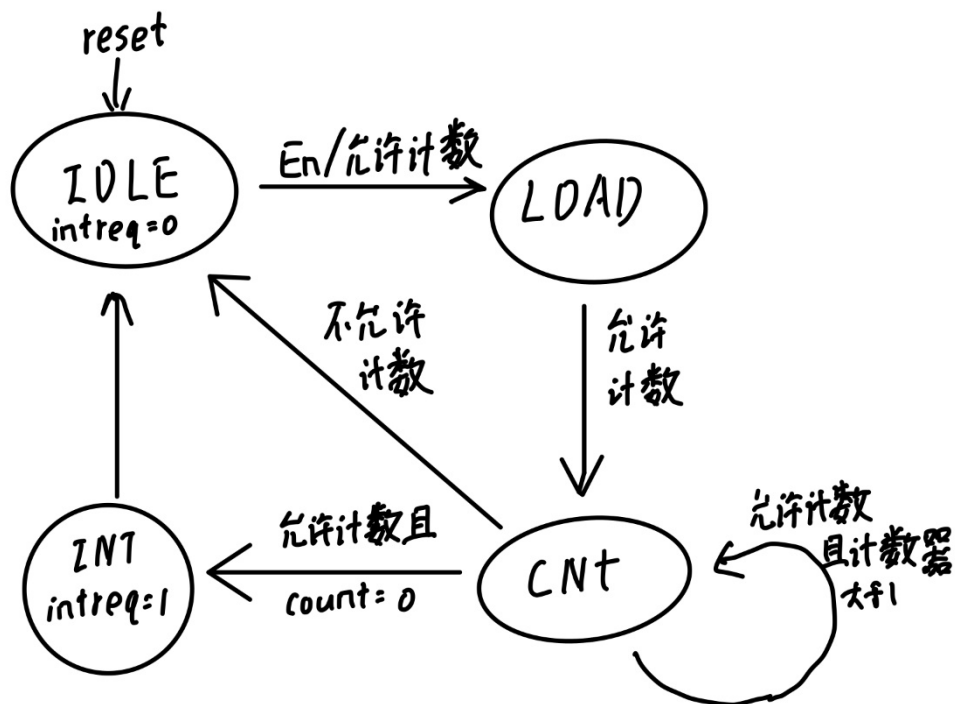 reset
IDLE
intreq=0
En/允许计数
LOAD
不允许
计数
允许
计数
INT
intreq=1
允许计数且
count=0
CNt
允许计数
且计数器
大于1